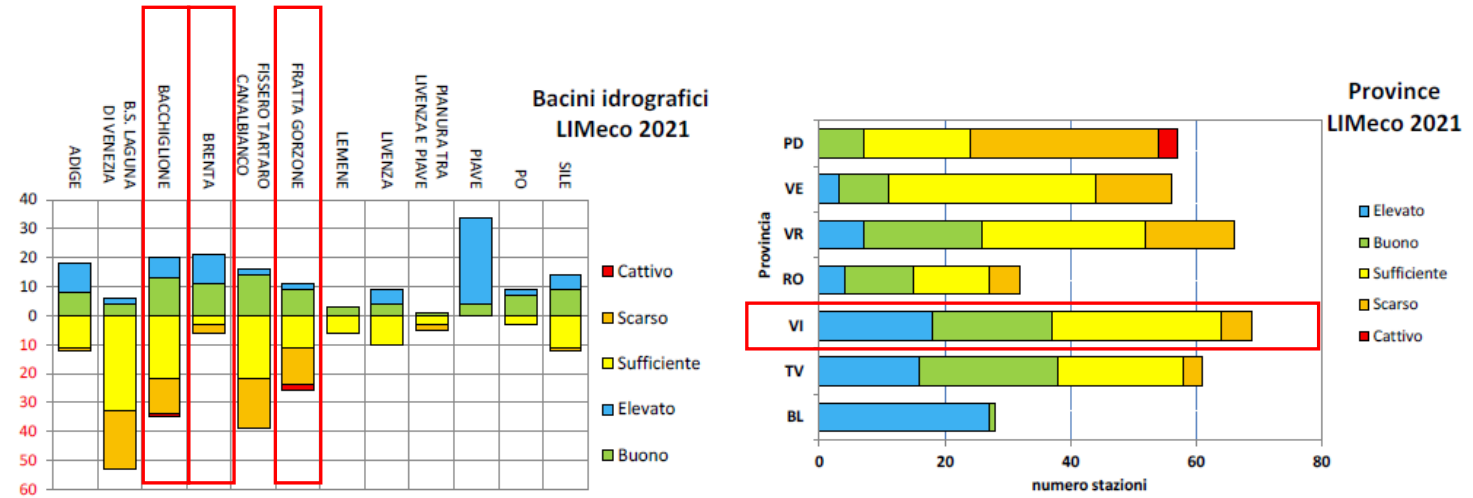 ADIGE
B.S. LAGUNA
DI VENEZIA
BACCHIGLIONE
BRENTA
FISSERO TARTARO
CANALBIANCO
FRATTA GORZONE
LEMENE
LIVENZA
PIANURA TRA
LIVENZA E PIAVE
PIAVE
PO
SILE
Bacini idrografici
LIMeco 2021
40
30
20
10
0
10
20
30
40
50
60
Cattivo
Scarso
Sufficiente
Elevato
Buono
Province
LIMeco 2021
Provincia
PD
VE
VR
RO
VI
TV
BL
0 20 40 60 80
numero stazioni
Elevato
Buono
Sufficiente
Scarso
Cattivo